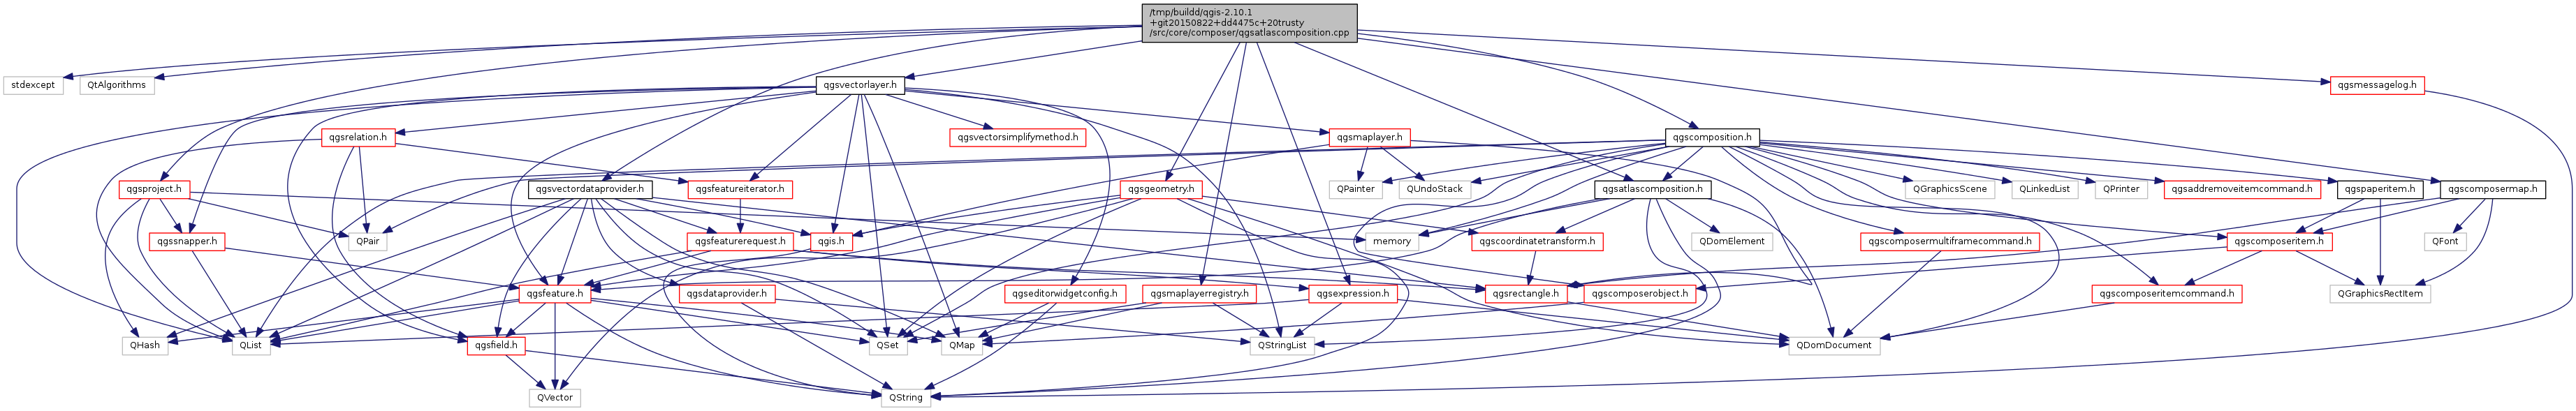 /tmp/buildd/qgis-2.10.1
+git20150822+dd4475c+20trusty
/src/core/composer/qgsatlascomposition.cpp
stdexcept
QtAlgorithms
qgsvectorlayer.h
qgsmessagelog.h
qgsrelation.h
qgsvectorsimplifymethod.h
qgsmaplayer.h
qgscomposition.h
qgsproject.h
qgsvectordataprovider.h
qgsfeatureiterator.h
qgsgeometry.h
QPainter
QUndoStack
qgsatlascomposition.h
QGraphicsScene
QLinkedList
QPrinter
qgsaddremoveitemcommand.h
qgspaperitem.h
qgscomposermap.h
qgssnapper.h
QPair
qgsfeaturerequest.h
qgis.h
memory
qgscoordinatetransform.h
QDomElement
qgscomposermultiframecommand.h
qgscomposeritem.h
QFont
qgsfeature.h
qgsdataprovider.h
qgseditorwidgetconfig.h
qgsmaplayerregistry.h
qgsexpression.h
qgsrectangle.h
qgscomposerobject.h
qgscomposeritemcommand.h
QGraphicsRectItem
QHash
QList
qgsfield.h
QSet
QMap
QStringList
QDomDocument
QVector
QString